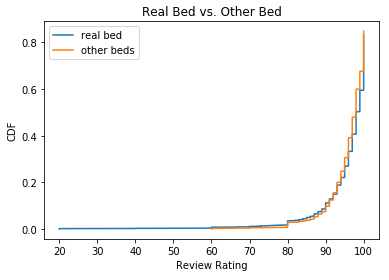 Real Bed vs. Other Bed
real bed
other beds
CDF
0.8
0.6
0.4
0.2
0.0
20 30 40 50 60 70 80 90 100
Review Rating